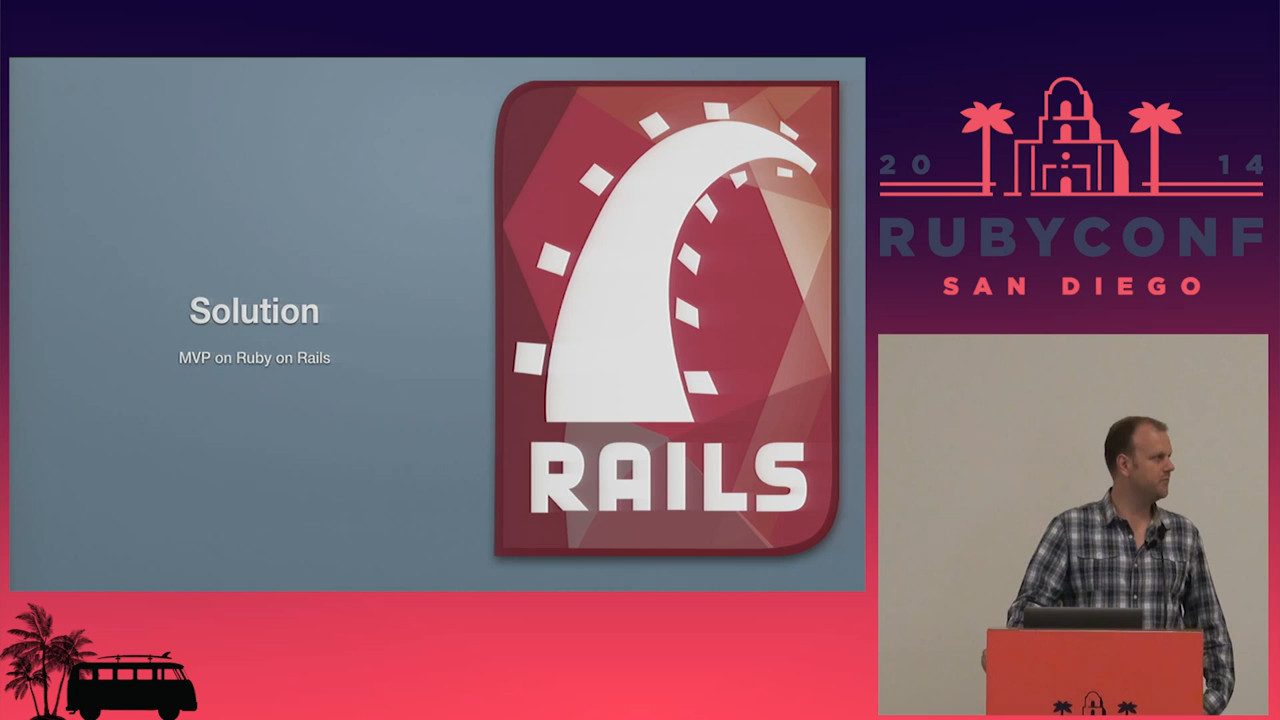 Solution
MVP on Ruby on Rails
RAILS
20 14
RUBYCONF
SAN DIEGO